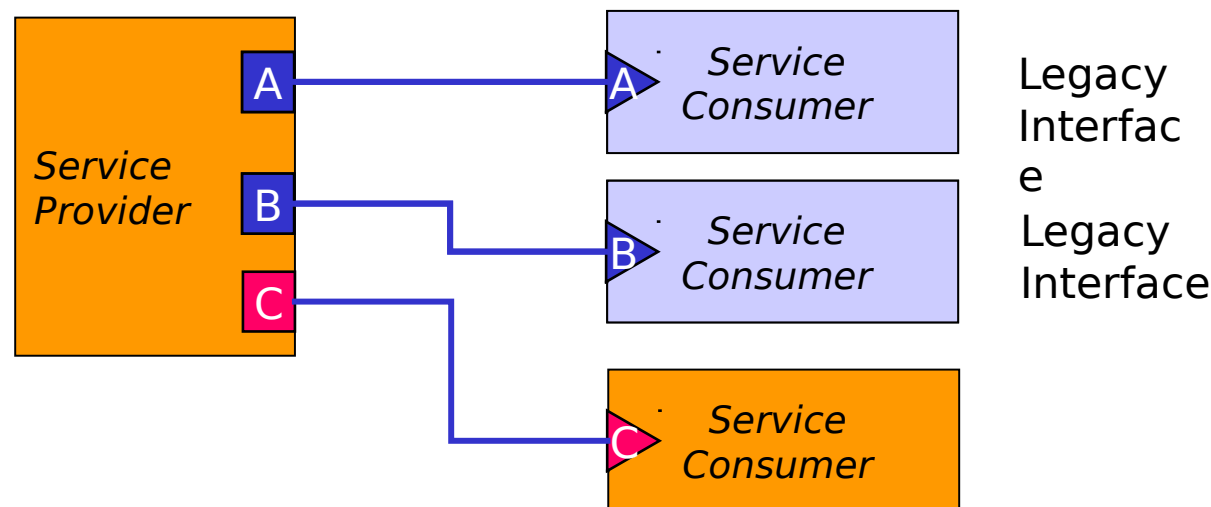 A
Service
Provider
B
C
A
Service
Consumer
B
Service
Consumer
C
Service
Consumer
Legacy
Interfac
e
Legacy
Interface